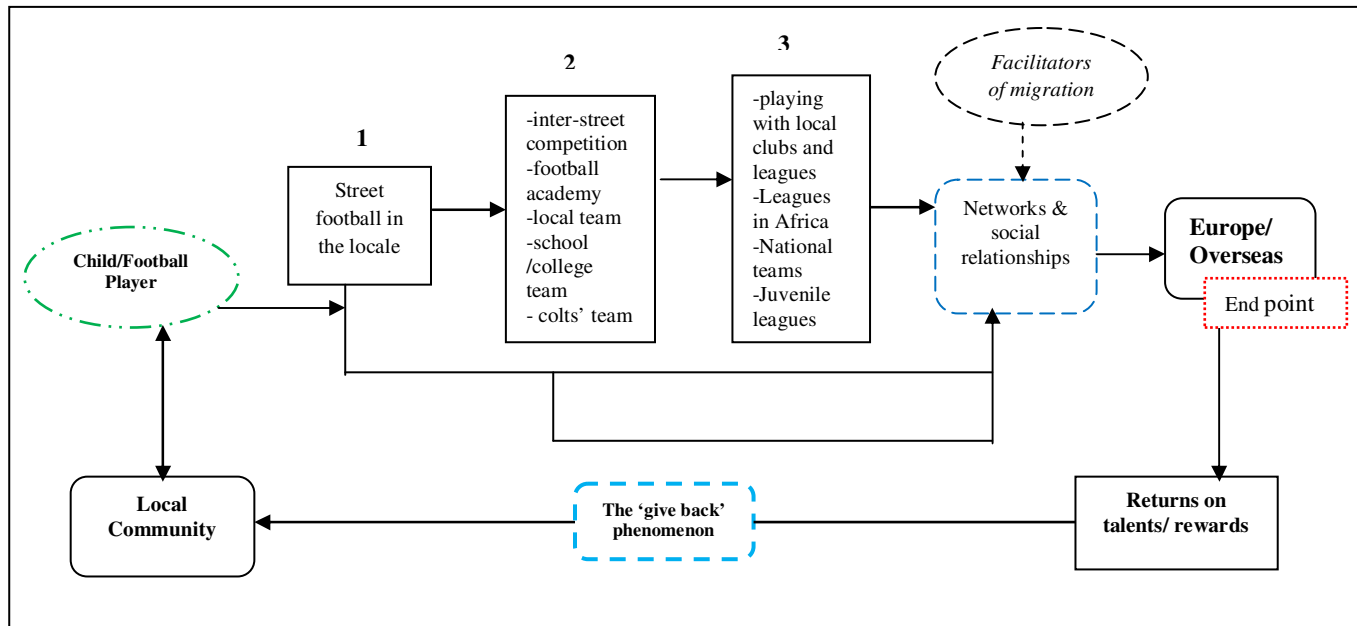 Child/Football
Player
1
Street
football in
the locale
2
-inter-street
competition
-football
academy
-local team
-school
/college
team
- colts' team
3
-playing
with local
clubs and
leagues
-Leagues
in Africa
-National
teams
-Juvenile
leagues
Facilitators
of migration
Networks &
social
relationships
Europe/
Overseas
End point
Returns on
talents/ rewards
The ‘give back’
phenomenon
Local
Community